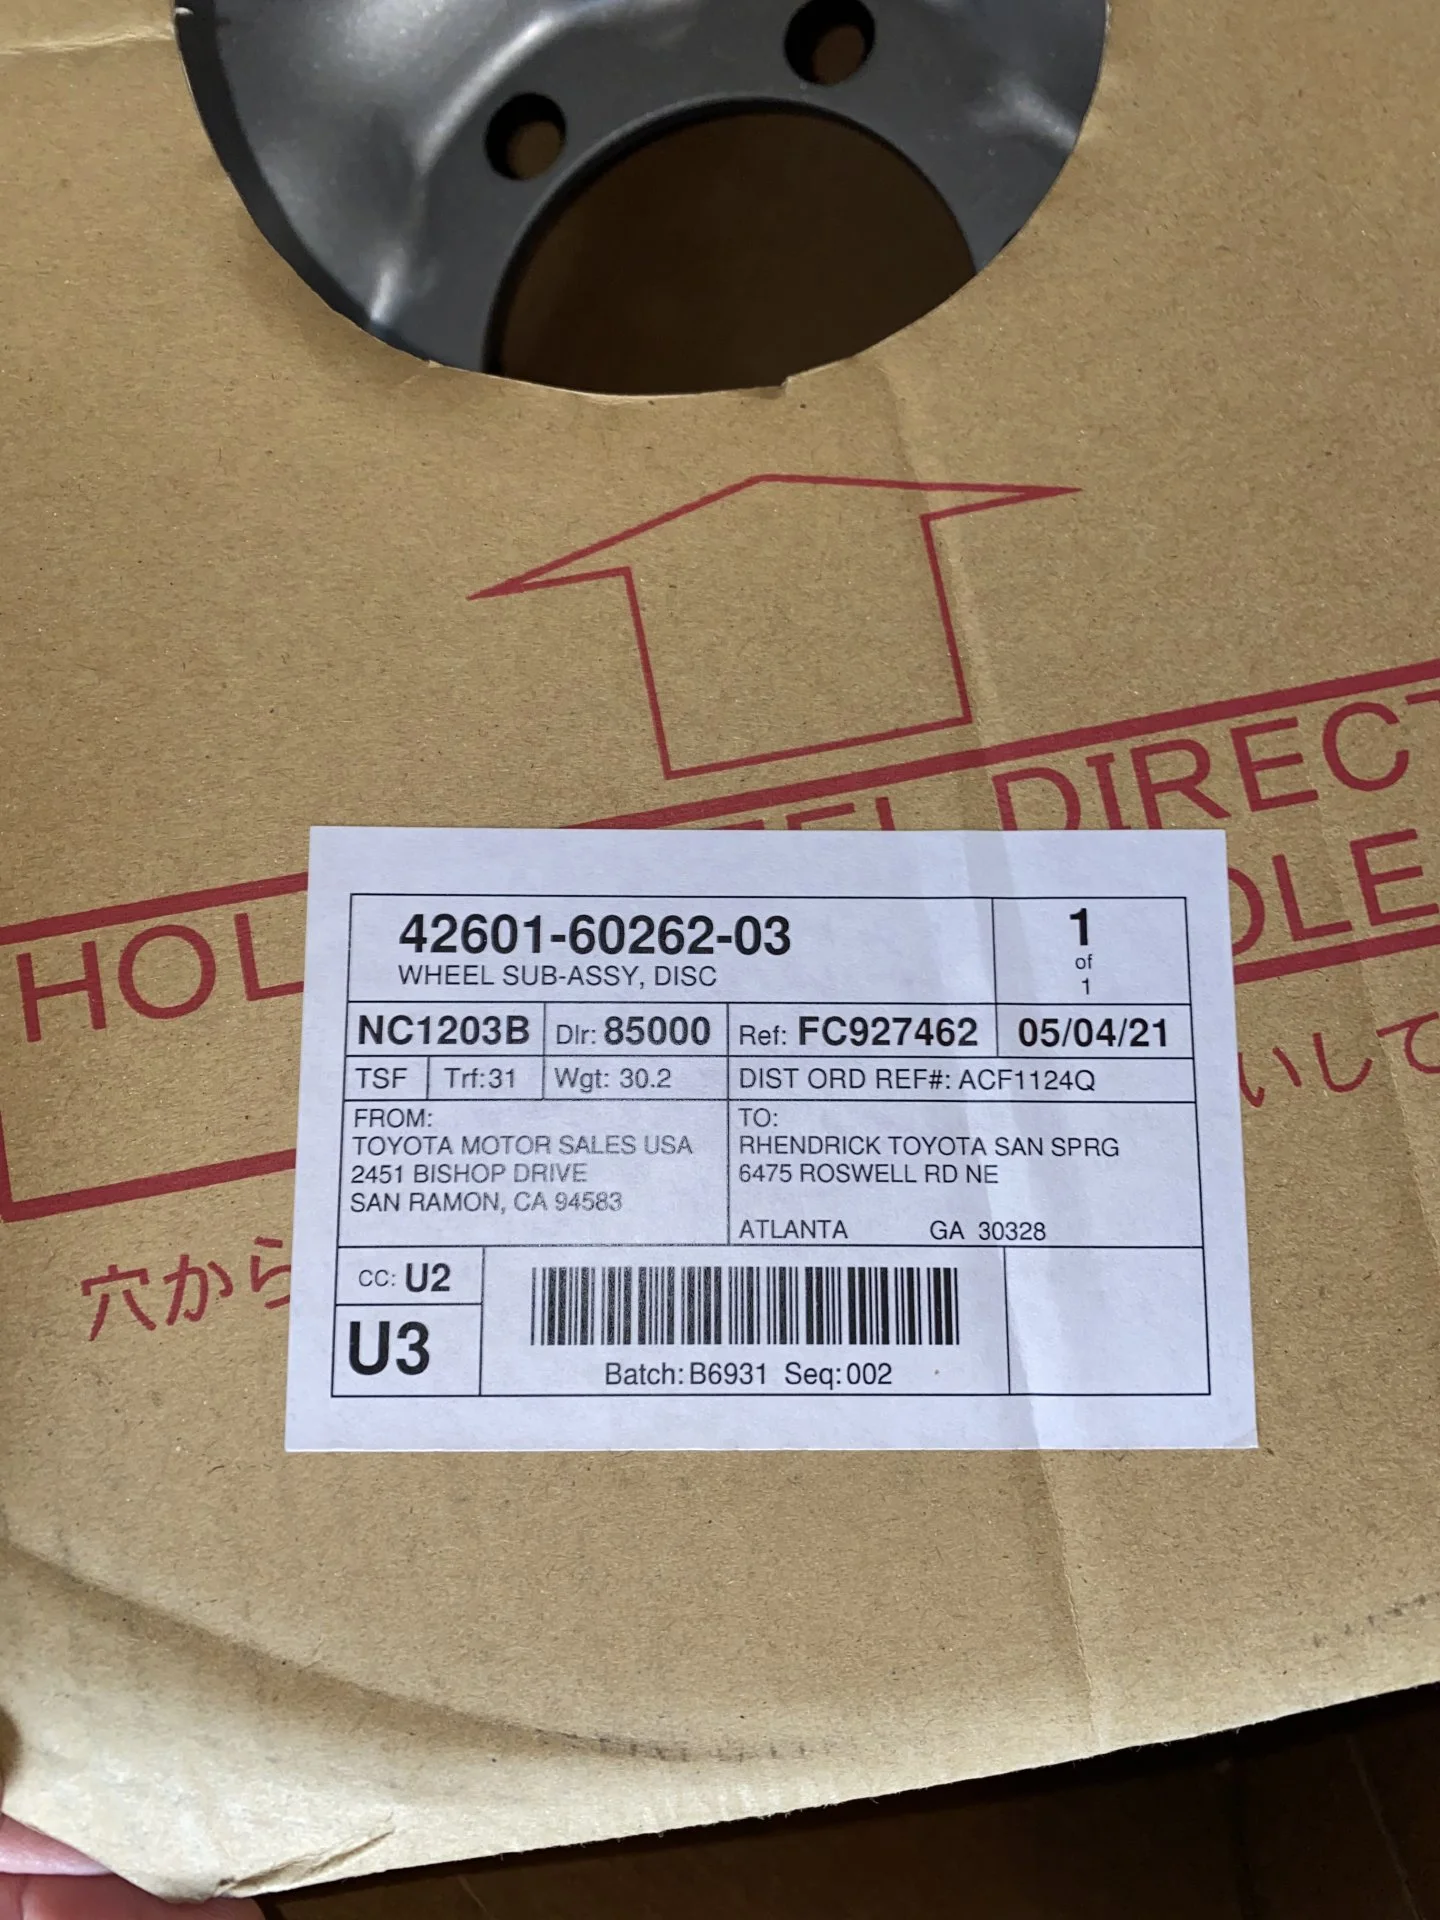 DIRECT
HOL
OLE
42601-60262-03
WHEEL SUB-ASSY, DISC
1
of
1
NC1203B Dlr: 85000 Ref: FC927462 05/04/21
TSF Trf:31 Wgt: 30.2 DIST ORD REF#: ACF1124Q
いして
FROM:
TOYOTA MOTOR SALES USA
2451 BISHOP DRIVE
SAN RAMON, CA 94583
TO:
RHENDRICK TOYOTA SAN SPRG
6475 ROSWELL RD NE
ATLANTA GA 30328
穴から
CC: U2
U3
Batch:B6931 Seq:002